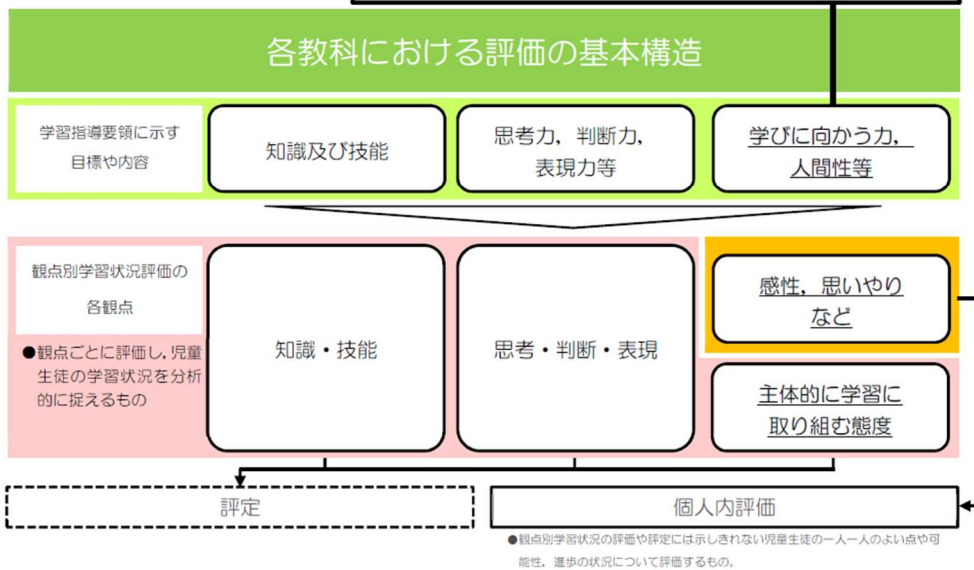 各教科における評価の基本構造
学習指導要領に示す
目標や内容
知識及び技能
思考力，判断力，
表現力等
学びに向かう力，
人間性等
観点別学習状況評価の
各観点
●観点ごとに評価し，児童
生徒の学習状況を分析
的に捉えるもの
知識・技能
思考・判断・表現
感性，思いやり
など
主体的に学習に
取り組む態度
評定
個人内評価
●観点別学習状況の評価や評定には示しきれない児童生徒の一人一人のよい点や可
能性，進歩の状況について評価するもの。